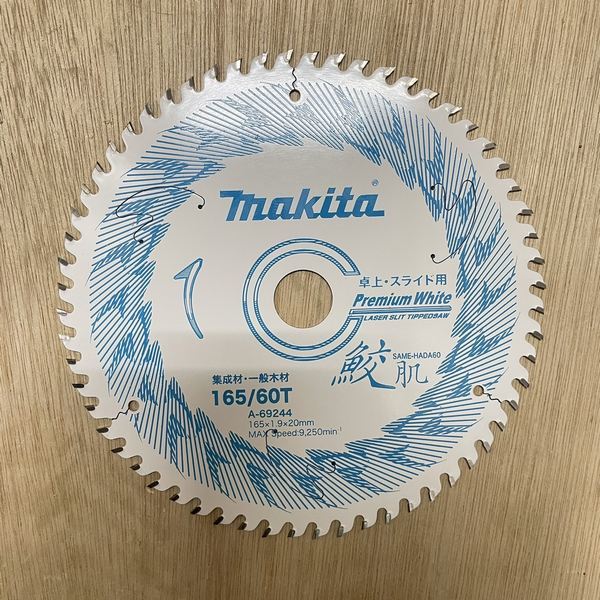 makita®
卓上・スライド用
Premium White
LASER SLIT TIPPEDSAW
鮫肌
SAME-HADA60
集成材・一般木材
165/60T
A-69244
165×1.9×20mm
MAX Speed:9,250min⁻¹